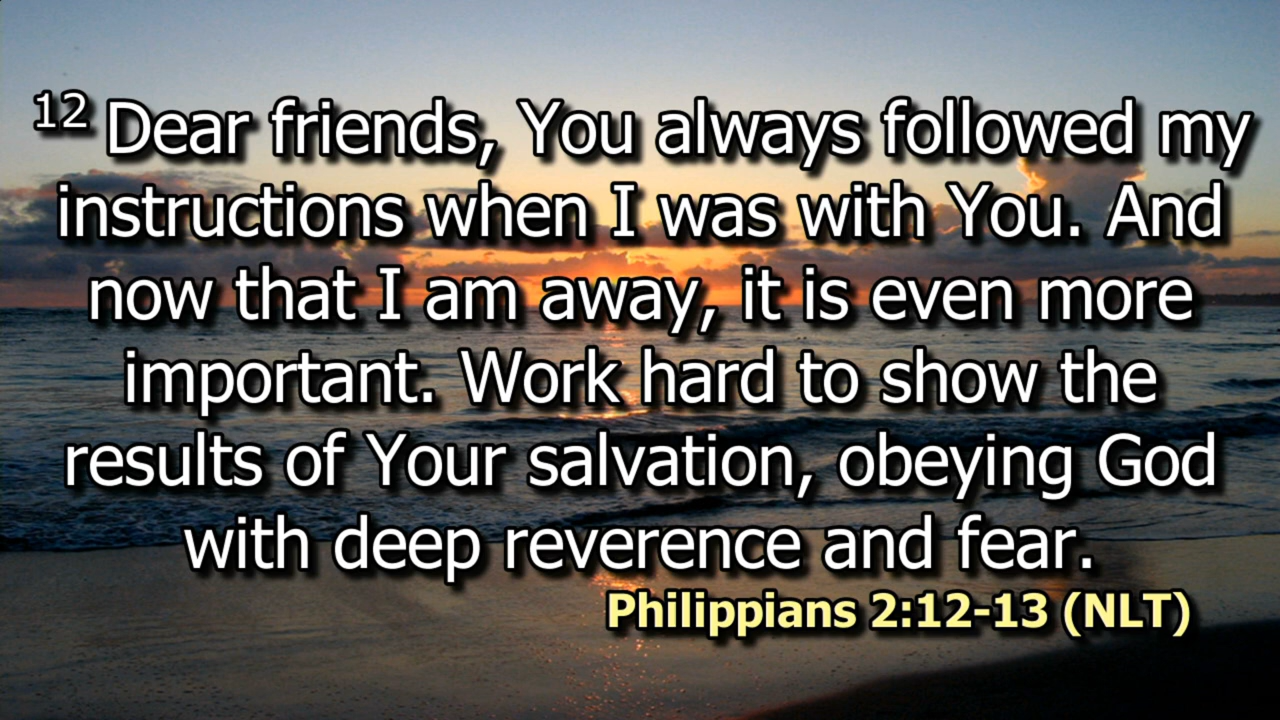 12 Dear friends, You always followed my
instructions when I was with You. And
now that I am away, it is even more
important. Work hard to show the
results of Your salvation, obeying God
with deep reverence and fear.
Philippians 2:12-13 (NLT)